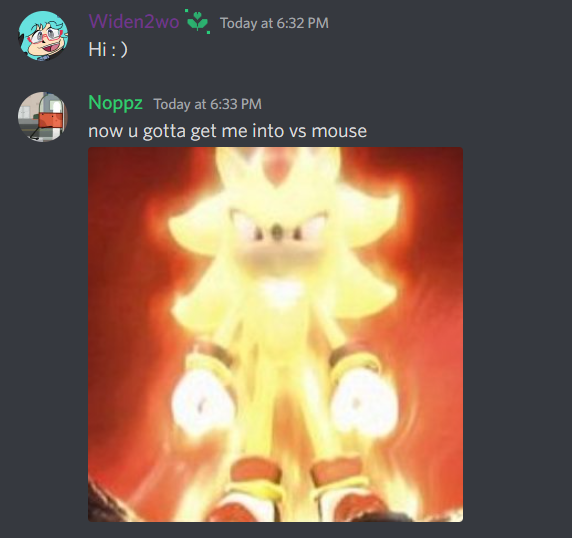 Widen2wo Today at 6:32 PM
Hi : )
Noppz Today at 6:33 PM
now u gotta get me into vs mouse